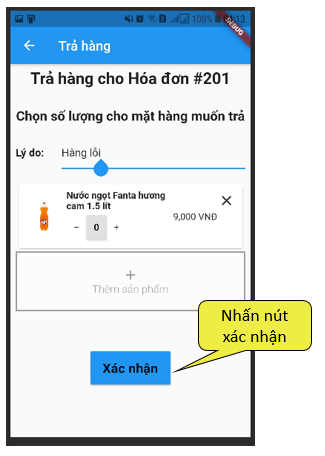 100%
13
DEBUG
Trả hàng
Trả hàng cho Hóa đơn #201
Chọn số lượng cho mặt hàng muốn trả
Lý do: Hàng lỗi
Nước ngọt Fanta hương
cam 1.5 lít
9,000 VNĐ
- 0 +
+
Thêm sản phẩm
Nhấn nút
xác nhận
Xác nhận